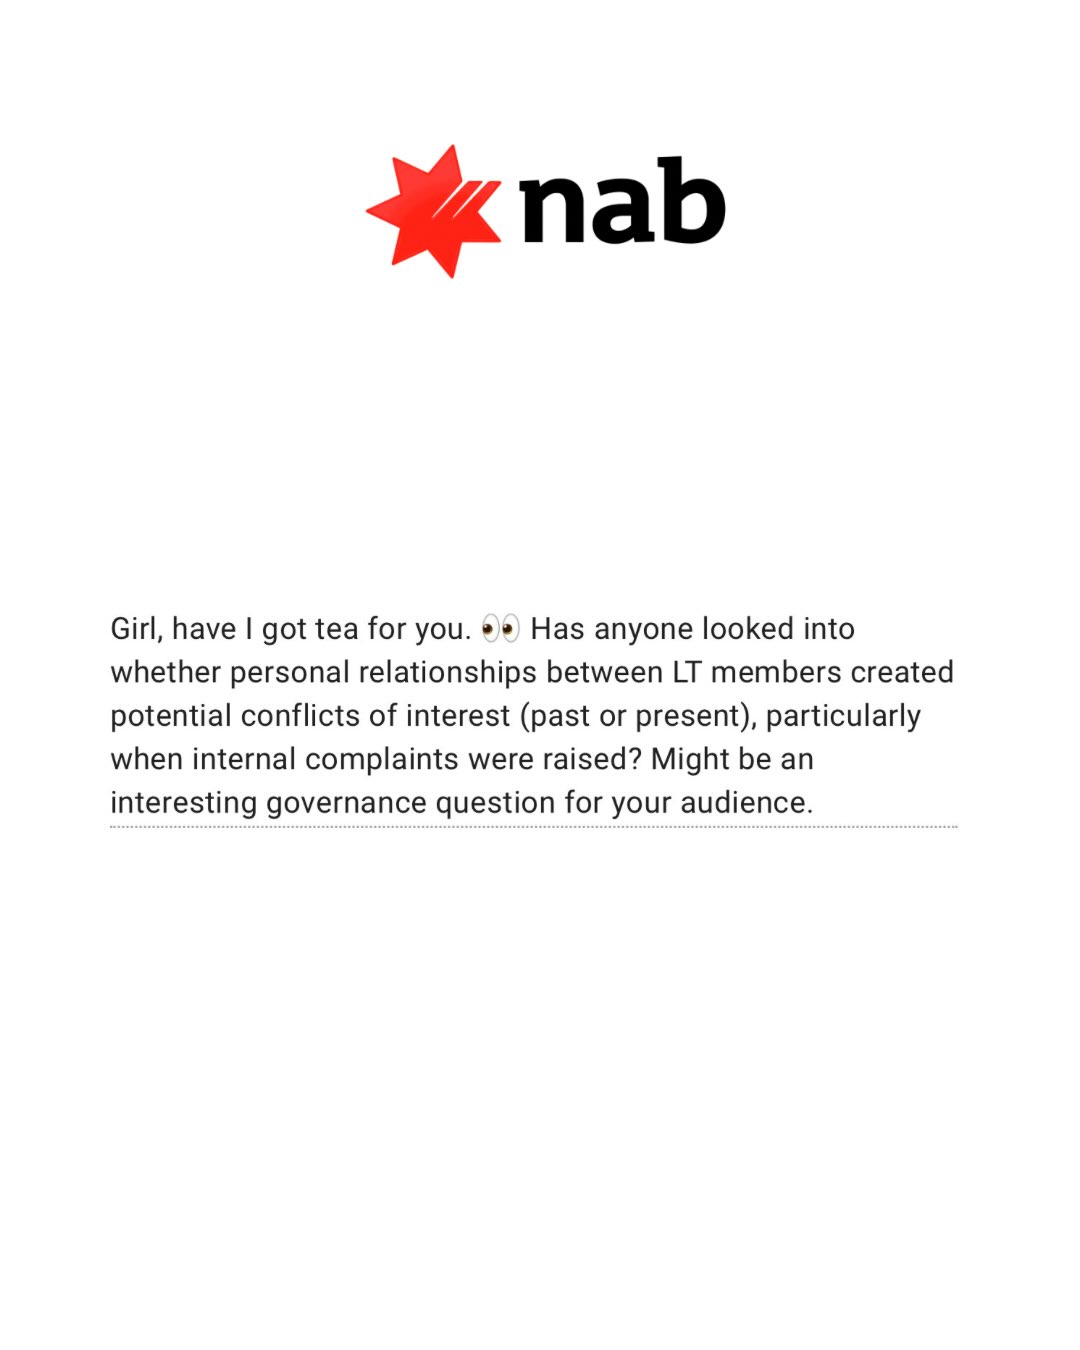 nab
Girl, have I got tea for you. 👀 Has anyone looked into
whether personal relationships between LT members created
potential conflicts of interest (past or present), particularly
when internal complaints were raised? Might be an
interesting governance question for your audience.